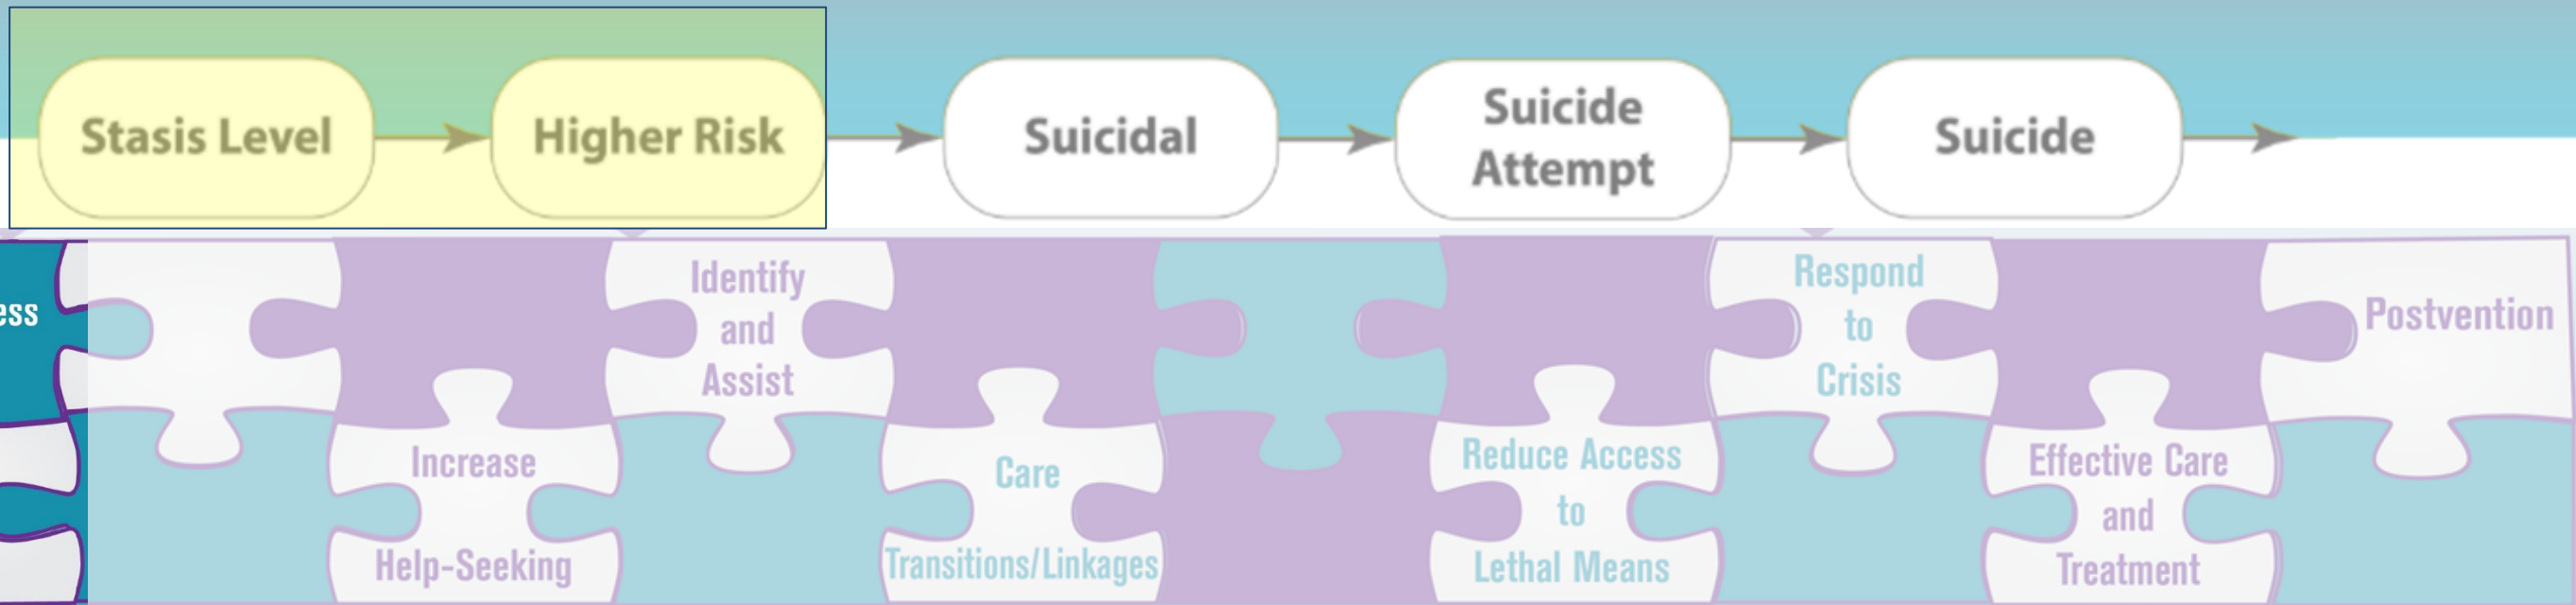 Stasis Level
Higher Risk
Suicidal
Suicide
Attempt
Suicide
ess
Identify
and
Assist
Respond
to
Crisis
Postvention
Increase
Help-Seeking
Care
Transitions/Linkages
Reduce Access
to
Lethal Means
Effective Care
and
Treatment